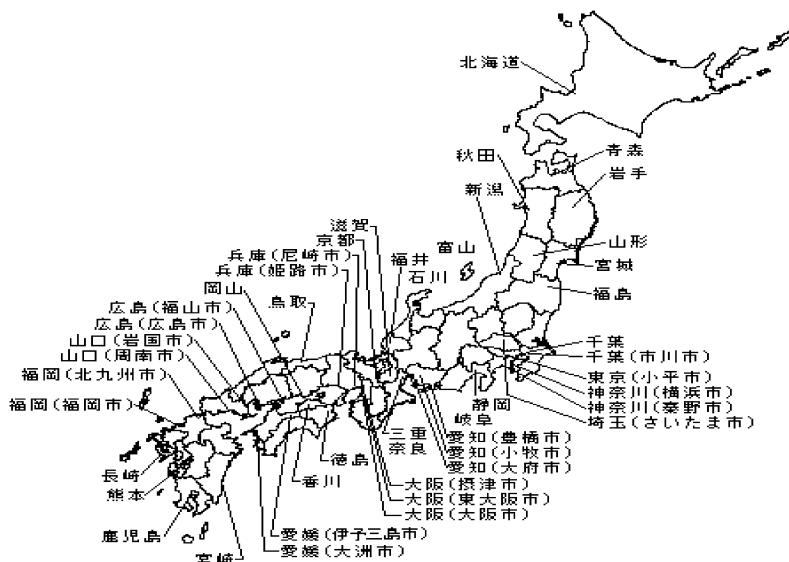 北海道
青森
秋田
岩手
新潟
滋賀
京都
福井
富山
山形
兵庫(尼崎市)
兵庫(姫路市)
石川
宮城
岡山
鳥取
福島
広島(福山市)
広島(広島市)
山口(岩国市)
山口(周南市)
千葉
千葉(市川市)
福岡(北九州市)
東京(小平市)
神奈川(横浜市)
福岡(福岡市)
静岡
神奈川(秦野市)
岐阜
埼玉(さいたま市)
三重
奈良
愛知(豊橋市)
愛知(小牧市)
愛知(大府市)
徳島
長崎
香川
大阪(摂津市)
熊本
大阪(東大阪市)
大阪(大阪市)
鹿児島
愛媛(伊予三島市)
愛媛(大洲市)
宮崎